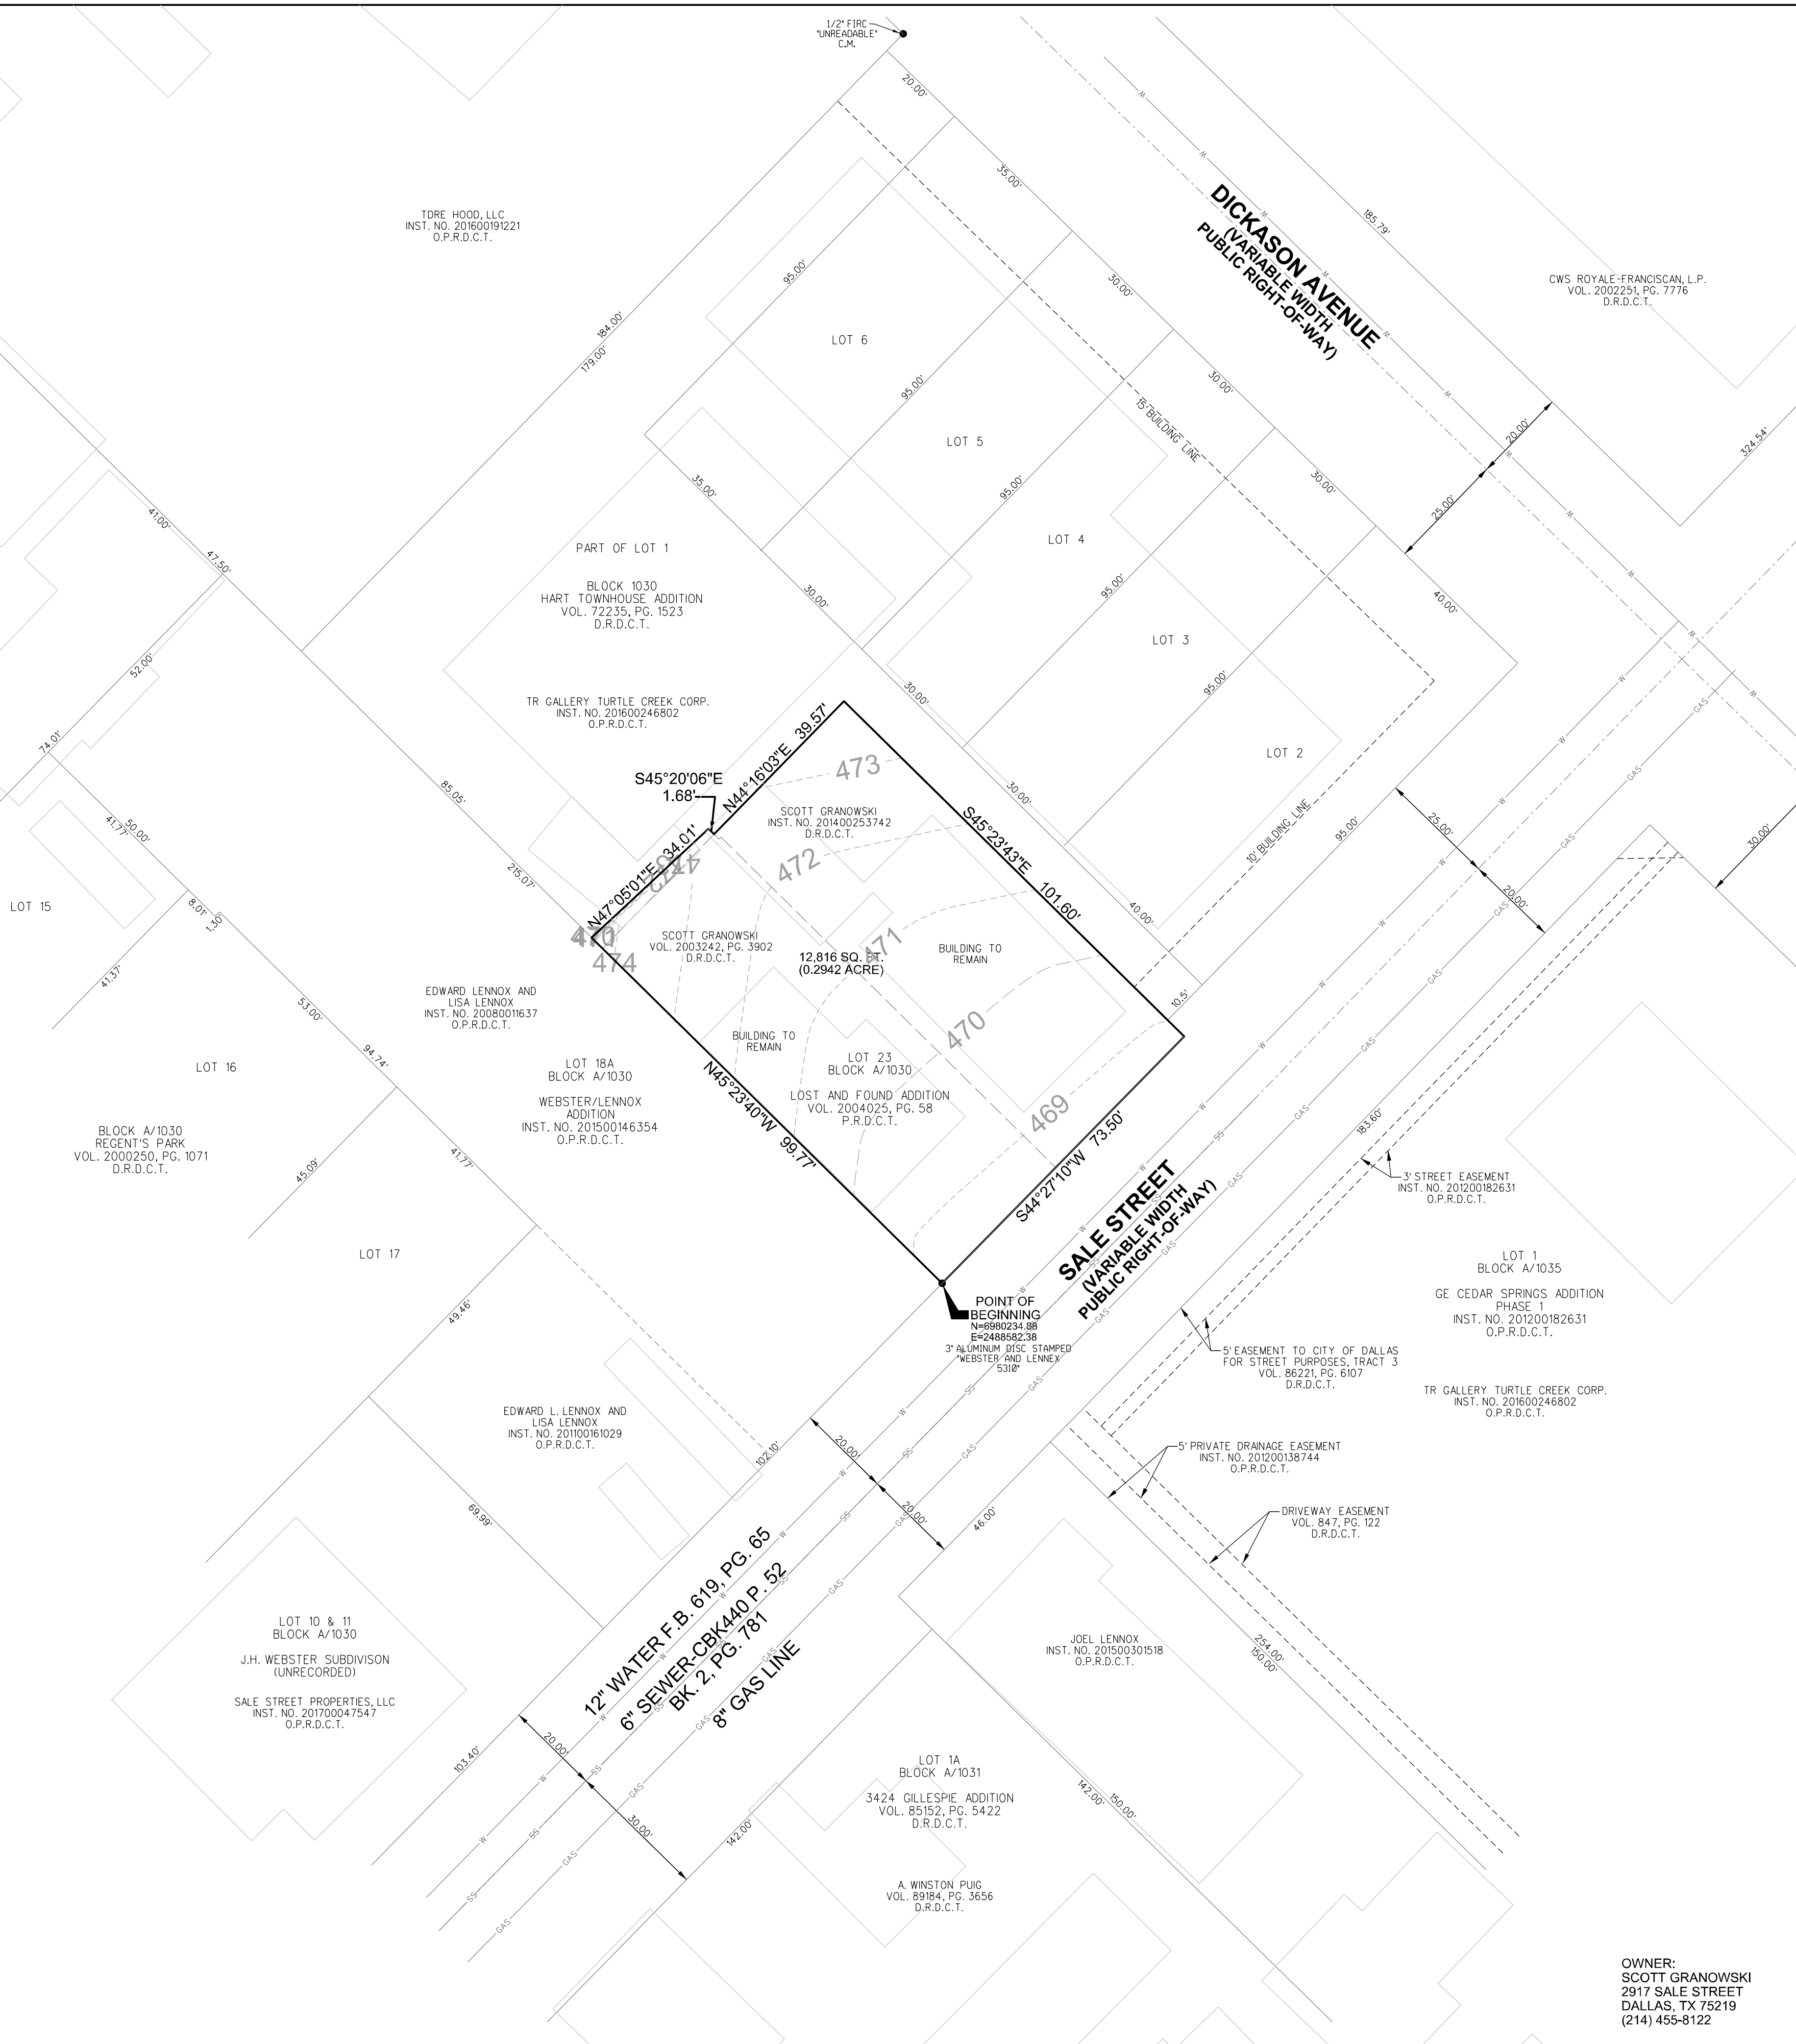 1/2" FIRC
"UNREADABLE"
C.M.
20.00'
35.00'
DICKASON AVENUE
(VARIABLE WIDTH
PUBLIC RIGHT-OF-WAY)
185.79'
TDRE HOOD, LLC
INST. NO. 201600191221
O.P.R.D.C.T.
CWS ROYALE-FRANCISCAN, L.P.
VOL. 2002251, PG. 7776
D.R.D.C.T.
95.00'
30.00'
184.00'
179.00'
LOT 6
95.00'
30.00'
15' BUILDING LINE
20.00'
324.54'
LOT 5
35.00'
95.00'
30.00'
25.00'
41.00'
47.50'
PART OF LOT 1
BLOCK 1030
HART TOWNHOUSE ADDITION
VOL. 72235, PG. 1523
D.R.D.C.T.
LOT 4
30.00'
95.00'
40.00'
52.00'
LOT 3
30.00'
95.00'
TR GALLERY TURTLE CREEK CORP.
INST. NO. 201600246802
O.P.R.D.C.T.
74.01'
85.05'
S45°20'06"E
1.68'
N44°16'03"E 39.57'
473
LOT 2
30.00'
SCOTT GRANOWSKI
INST. NO. 201400253742
D.R.D.C.T.
S45°23'43"E 101.60'
10' BUILDING LINE
95.00'
25.00'
30.00'
50.00'
41.77'
215.07'
N47°05'01"E 34.01'
473
472
472
20.00'
LOT 15
8.01'
1.30'
40.00'
470
471
474
SCOTT GRANOWSKI
VOL. 2003242, PG. 3902
D.R.D.C.T.
12,816 SQ. FT.
(0.2942 ACRE)
471
BUILDING TO
REMAIN
10.5'
41.37'
53.00'
EDWARD LENNOX AND
LISA LENNOX
INST. NO. 20080011637
O.P.R.D.C.T.
470
BUILDING TO
REMAIN
LOT 16
94.74'
LOT 18A
BLOCK A/1030
WEBSTER/LENNOX
ADDITION
INST. NO. 201500146354
O.P.R.D.C.T.
N45°23'40"W 99.77'
LOT 23
BLOCK A/1030
LOST AND FOUND ADDITION
VOL. 2004025, PG. 58
P.R.D.C.T.
469
S44°27'10"W 73.50'
183.60'
BLOCK A/1030
REGENT'S PARK
VOL. 2000250, PG. 1071
D.R.D.C.T.
45.09'
41.77'
SALE STREET
(VARIABLE WIDTH
PUBLIC RIGHT-OF-WAY)
3' STREET EASEMENT
INST. NO. 201200182631
O.P.R.D.C.T.
LOT 17
LOT 1
BLOCK A/1035
GE CEDAR SPRINGS ADDITION
PHASE 1
INST. NO. 201200182631
O.P.R.D.C.T.
49.46'
POINT OF
BEGINNING
N=6980234.88
E=2488582.38
3" ALUMINUM DISC STAMPED
"WEBSTER AND LENNEX
5310"
5' EASEMENT TO CITY OF DALLAS
FOR STREET PURPOSES, TRACT 3
VOL. 86221, PG. 6107
D.R.D.C.T.
TR GALLERY TURTLE CREEK CORP.
INST. NO. 201600246802
O.P.R.D.C.T.
EDWARD L. LENNOX AND
LISA LENNOX
INST. NO. 201100161029
O.P.R.D.C.T.
102.10'
20.00'
20.00'
46.00'
5' PRIVATE DRAINAGE EASEMENT
INST. NO. 201200138744
O.P.R.D.C.T.
69.99'
DRIVEWAY EASEMENT
VOL. 847, PG. 122
D.R.D.C.T.
12" WATER F.B. 619, PG. 65
6" SEWER-CBK440 P. 52
BK. 2, PG. 781
8" GAS LINE
LOT 10 & 11
BLOCK A/1030
J.H. WEBSTER SUBDIVISON
(UNRECORDED)
SALE STREET PROPERTIES, LLC
INST. NO. 201700047547
O.P.R.D.C.T.
JOEL LENNOX
INST. NO. 201500301518
O.P.R.D.C.T.
254.00'
150.00'
103.40'
20.00'
30.00'
142.00'
LOT 1A
BLOCK A/1031
3424 GILLESPIE ADDITION
VOL. 85152, PG. 5422
D.R.D.C.T.
142.00'
150.00'
A. WINSTON PUIG
VOL. 89184, PG. 3656
D.R.D.C.T.
OWNER:
SCOTT GRANOWSKI
2917 SALE STREET
DALLAS, TX 75219
(214) 455-8122